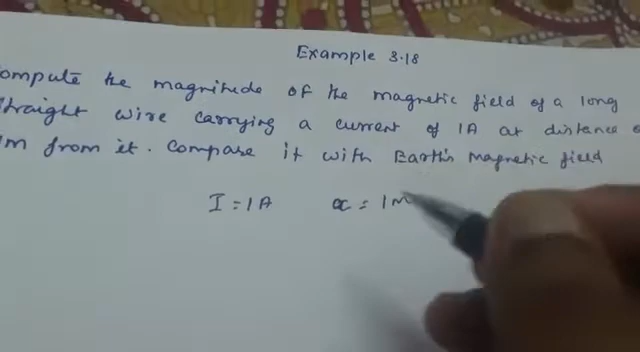 Example 3.18
ompute the magnitude of the magnetic field of a long
traight wire carrying a current of 1A at distance o
m from it. Compare it with Earth's magnetic field
I = 1A x = 1m